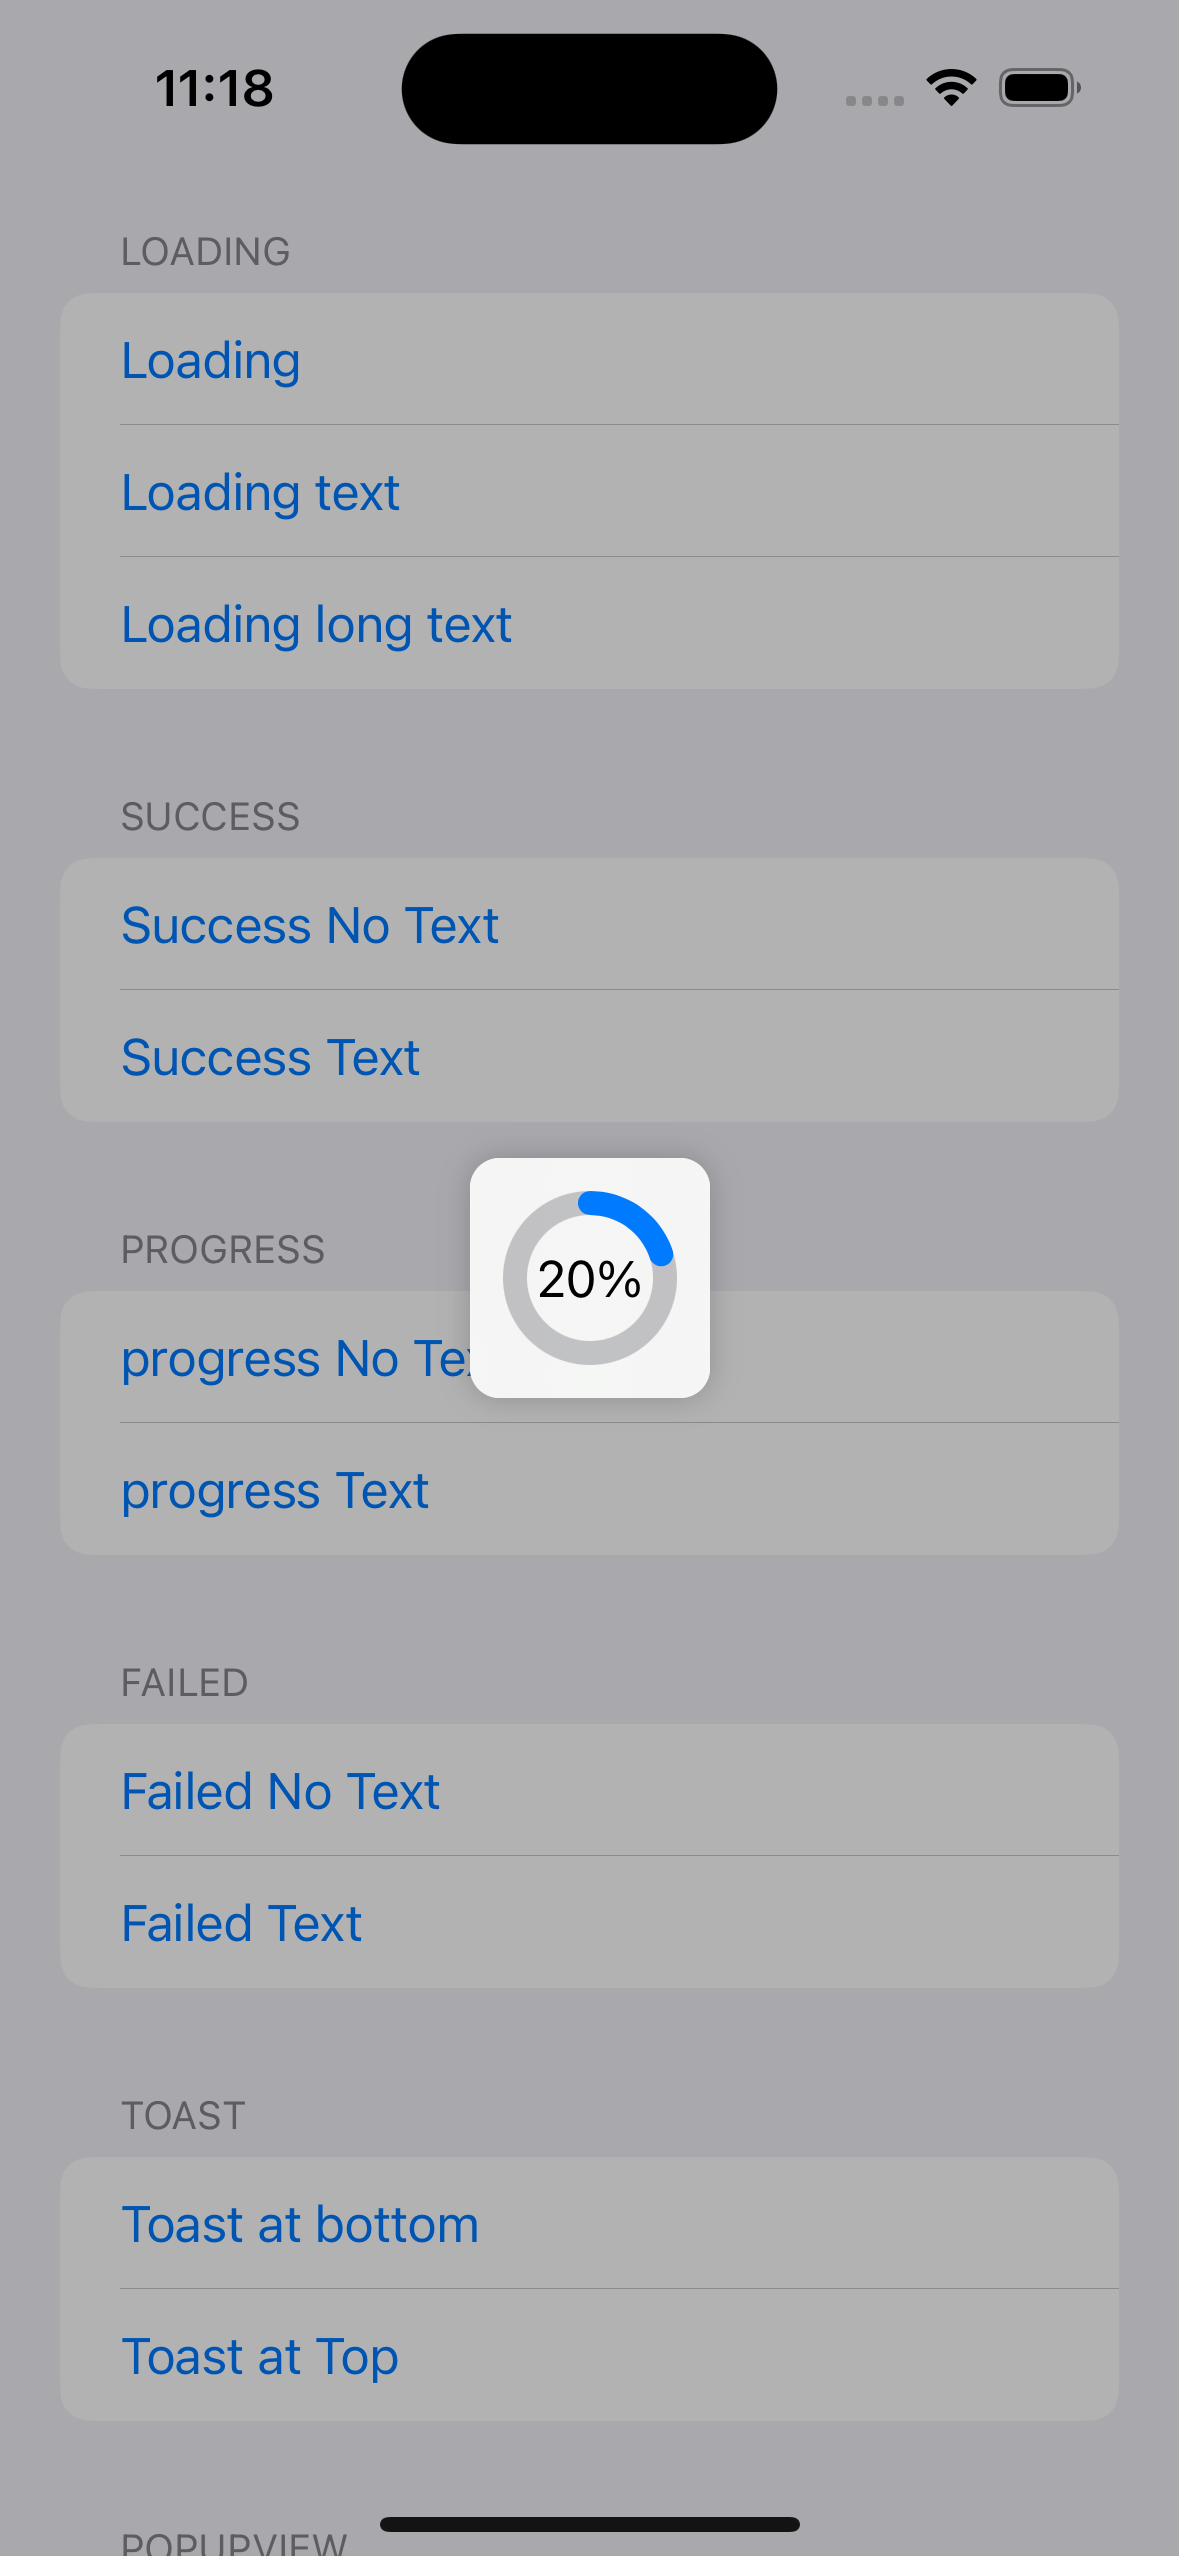 11:18
LOADING
Loading
Loading text
Loading long text
SUCCESS
Success No Text
Success Text
PROGRESS
20%
progress No Te
progress Text
FAILED
Failed No Text
Failed Text
TOAST
Toast at bottom
Toast at Top
POPUPVIEW